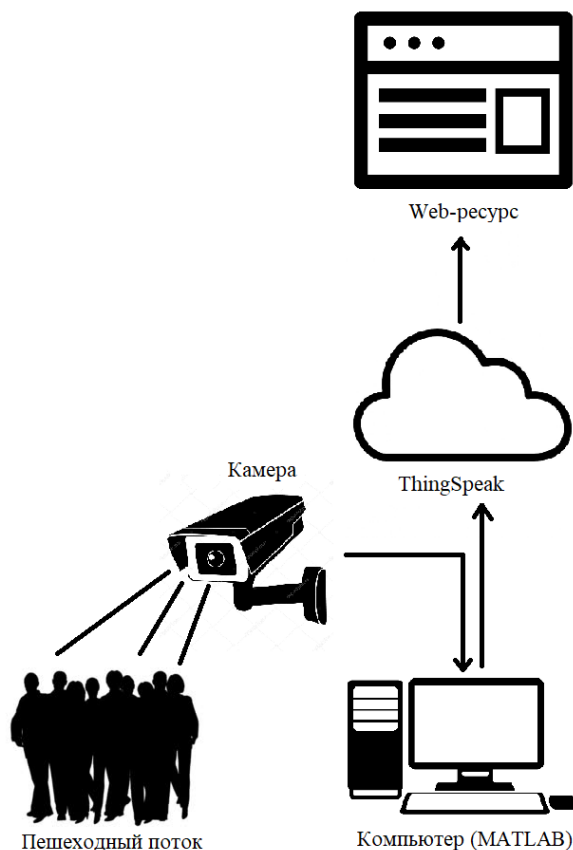 Web-ресурс
ThingSpeak
Камера
Пешеходный поток
Компьютер (MATLAB)